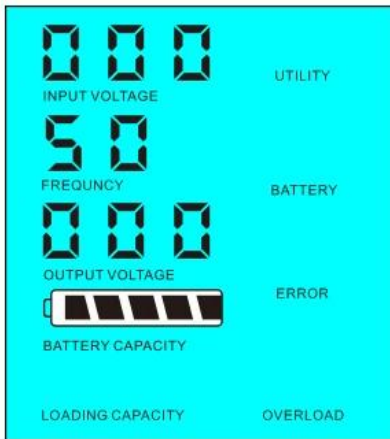 000
UTILITY
INPUT VOLTAGE
50
FREQUNCY
BATTERY
000
OUTPUT VOLTAGE
ERROR
BATTERY CAPACITY
LOADING CAPACITY
OVERLOAD